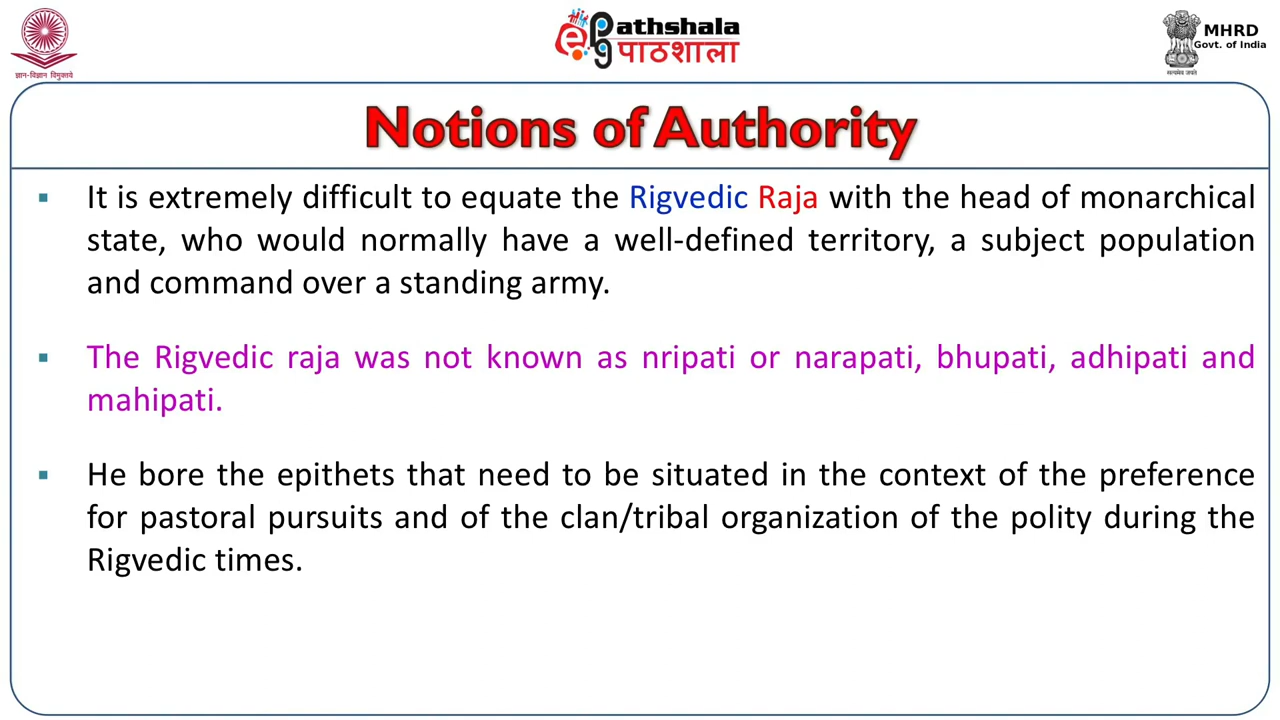 ज्ञान-विज्ञान विमुक्तये
ePathshala
पाठशाला
MHRD
Govt. of India
सत्यमेव जयते
Notions of Authority
▪ It is extremely difficult to equate the Rigvedic Raja with the head of monarchical
state, who would normally have a well-defined territory, a subject population
and command over a standing army.
▪ The Rigvedic raja was not known as nripati or narapati, bhupati, adhipati and
mahipati.
▪ He bore the epithets that need to be situated in the context of the preference
for pastoral pursuits and of the clan/tribal organization of the polity during the
Rigvedic times.